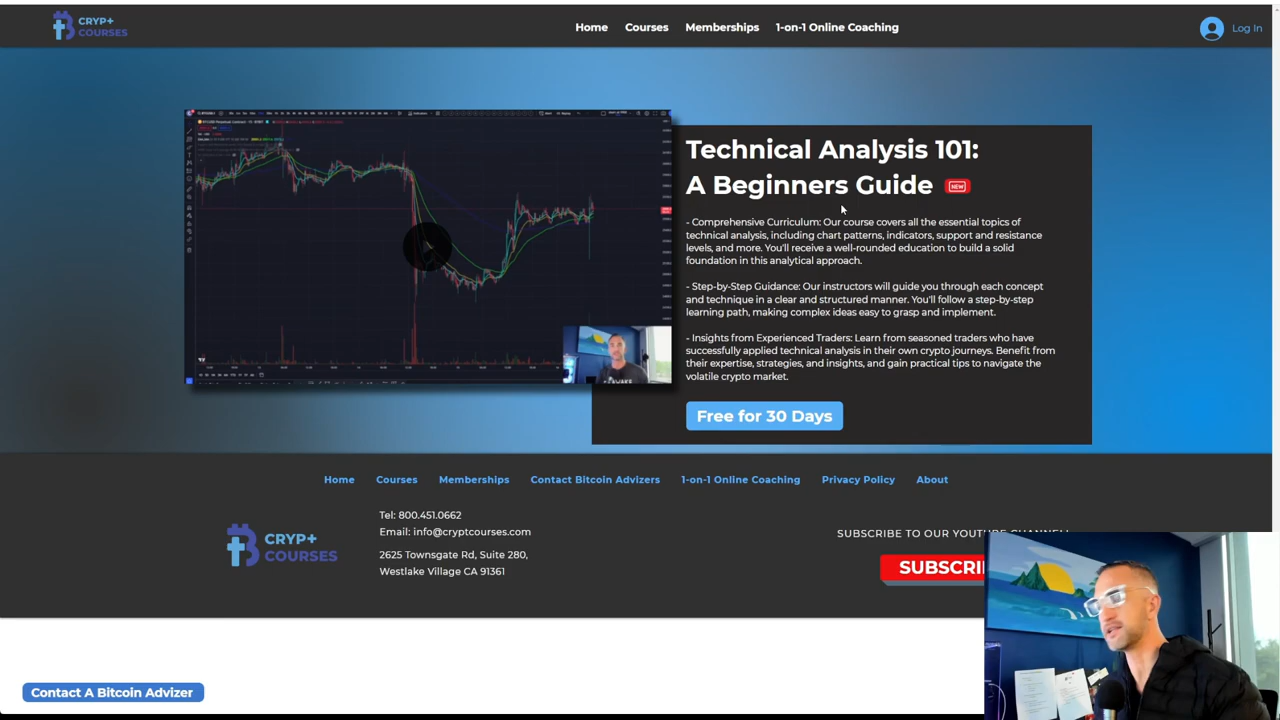 CRYP+
COURSES
Home
Courses
Memberships
1-on-1 Online Coaching
Log In
Technical Analysis 101:
A Beginners Guide
NEW
- Comprehensive Curriculum: Our course covers all the essential topics of
technical analysis, including chart patterns, indicators, support and resistance
levels, and more. You'll receive a well-rounded education to build a solid
foundation in this analytical approach.
- Step-by-Step Guidance: Our instructors will guide you through each concept
and technique in a clear and structured manner. You'll follow a step-by-step
learning path, making complex ideas easy to grasp and implement.
- Insights from Experienced Traders: Learn from seasoned traders who have
successfully applied technical analysis in their own crypto journeys. Benefit from
their expertise, strategies, and insights, and gain practical tips to navigate the
volatile crypto market.
Free for 30 Days
Home
Courses
Memberships
Contact Bitcoin Advizers
1-on-1 Online Coaching
Privacy Policy
About
CRYP+
COURSES
Tel: 800.451.0662
Email: info@cryptcourses.com
2625 Townsgate Rd, Suite 280,
Westlake Village CA 91361
SUBSCRIBE TO OUR YOUTUBE CHANNEL!
SUBSCRI
Contact A Bitcoin Advizer